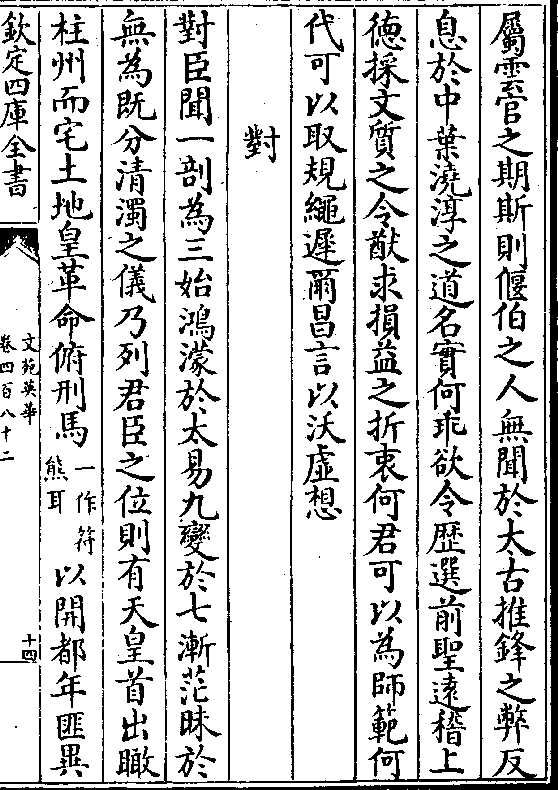 屬雲官之期斯則偃伯之人無聞於太古推鋒之弊反
息於中葉澆淳之道名實何乖欲令歴選前聖遠稽上
德採文質之令猷求損益之折衷何君可以為師範何
代可以取規繩遲爾昌言以沃虛想
對
對臣聞一剖為三始鴻濛於太易九變於七漸茫昧於
無為既分清濁之儀乃列君臣之位則有天皇首出瞰
柱州而宅土地皇革命俯刑馬一作符熊耳以開都年匪異
欽定四庫全書
文苑英華
卷四百八十二
十四